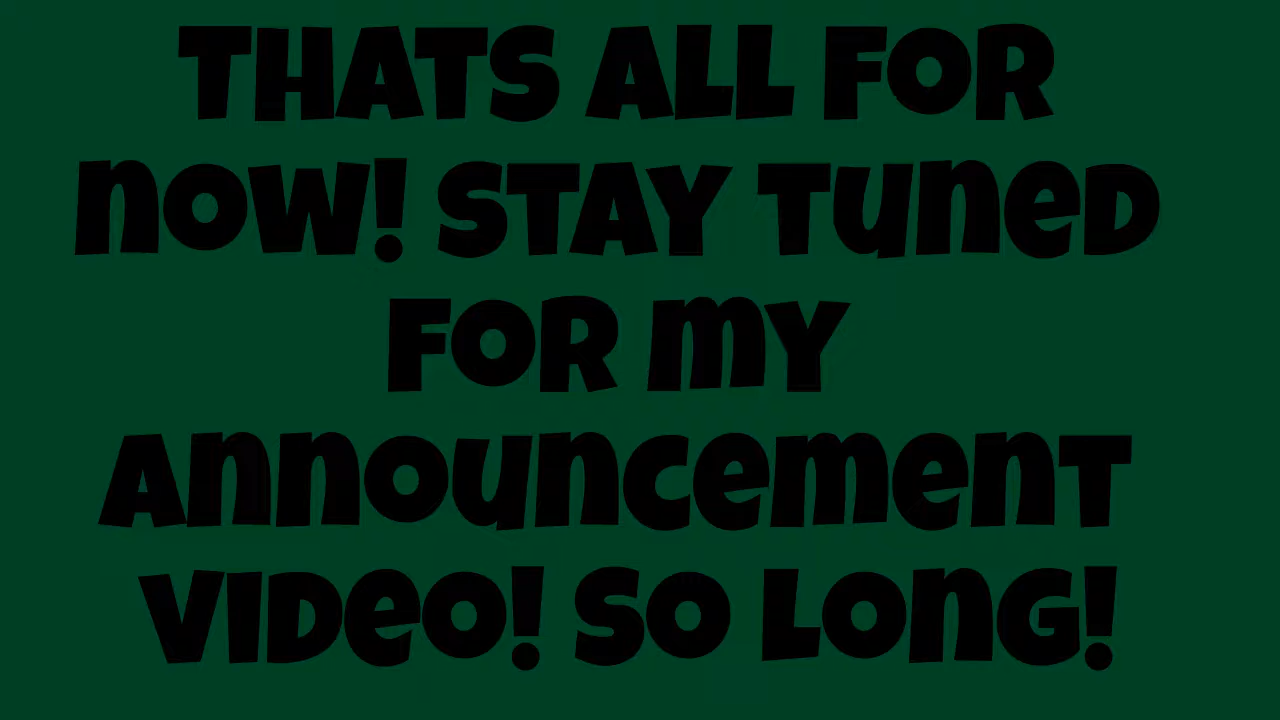 THATS ALL FOR
NOW! STAY TUNED
FOR MY
ANNOUNCEMENT
VIDEO! SO LONG!